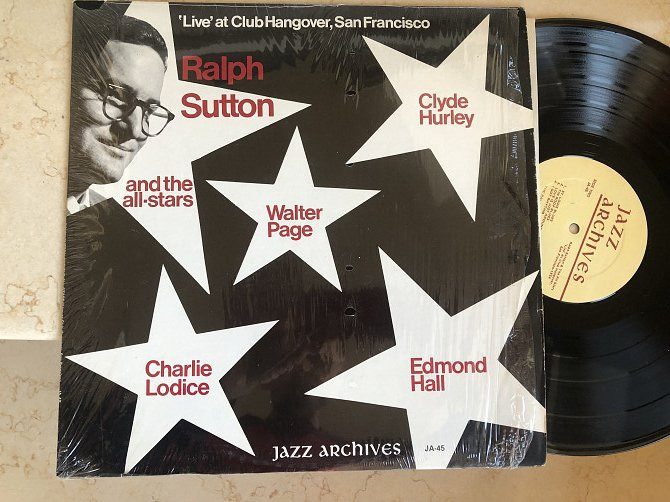 'Live' at Club Hangover, San Francisco
Ralph
Sutton
and the
all-stars
Clyde
Hurley
Walter
Page
Charlie
Lodice
Edmond
Hall
JAZZ ARCHIVES
JA-45
JAZZ
ARCHIVES